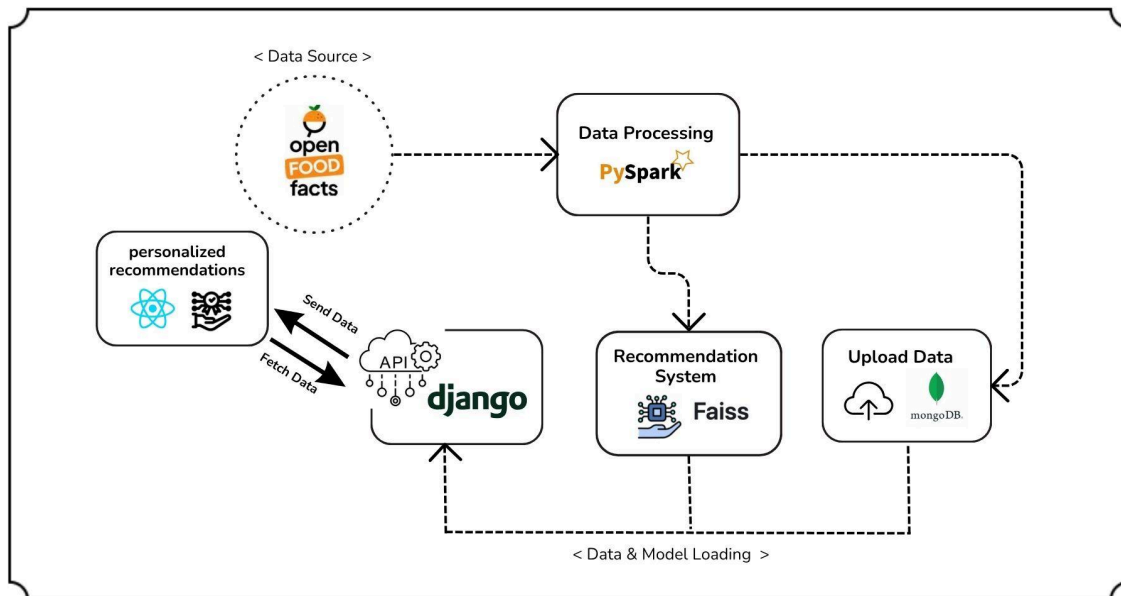 < Data Source >
open
FOOD
facts
Data Processing
PySpark
personalized
recommendations
Send Data
Fetch Data
API
django
Recommendation
System
Faiss
Upload Data
mongoDB.
< Data & Model Loading >